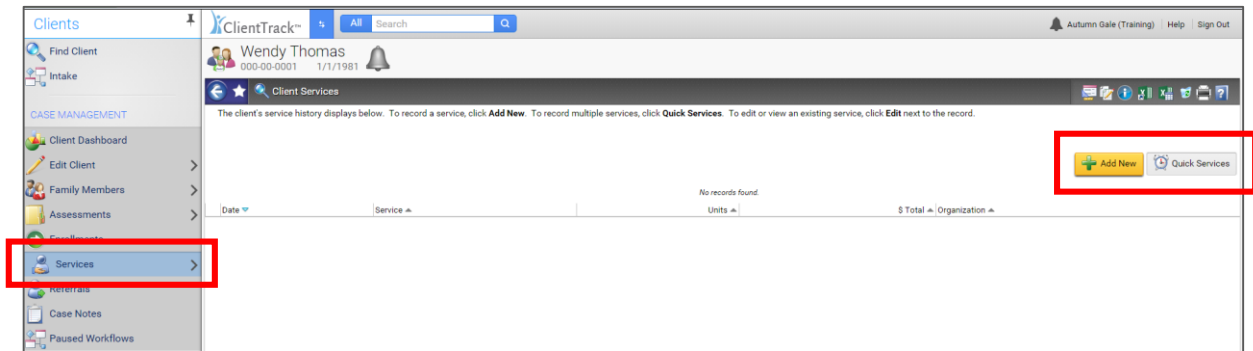 Clients
ClientTrack™
All Search
Autumn Gale (Training) Help Sign Out
Find Client
Intake
Wendy Thomas
000-00-0001 1/1/1981
Client Services
CASE MANAGEMENT
The client's service history displays below. To record a service, click Add New. To record multiple services, click Quick Services. To edit or view an existing service, click Edit next to the record.
Client Dashboard
Edit Client
Family Members
Assessments
Enrollments
Services
Referrals
Case Notes
Paused Workflows
Add New Quick Services
No records found.
Date Service Units $ Total Organization